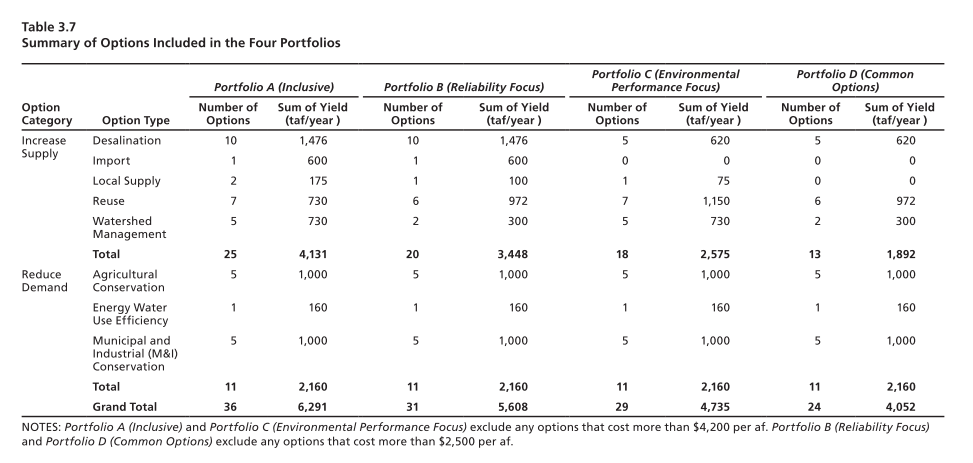 Table 3.7
Summary of Options Included in the Four Portfolios
Portfolio A (Inclusive) Portfolio B (Reliability Focus) Portfolio C (Environmental Performance Focus) Portfolio D (Common Options)
Option Category Option Type Number of Options Sum of Yield (taf/year ) Number of Options Sum of Yield (taf/year ) Number of Options Sum of Yield (taf/year ) Number of Options Sum of Yield (taf/year )
Increase Supply Desalination 10 1,476 10 1,476 5 620 5 620
Import 1 600 1 600 0 0 0 0
Local Supply 2 175 1 100 1 75 0 0
Reuse 7 730 6 972 7 1,150 6 972
Watershed Management 5 730 2 300 5 730 2 300
Total 25 4,131 20 3,448 18 2,575 13 1,892
Reduce Demand Agricultural Conservation 5 1,000 5 1,000 5 1,000 5 1,000
Energy Water Use Efficiency 1 160 1 160 1 160 1 160
Municipal and Industrial (M&I) Conservation 5 1,000 5 1,000 5 1,000 5 1,000
Total 11 2,160 11 2,160 11 2,160 11 2,160
Grand Total 36 6,291 31 5,608 29 4,735 24 4,052
NOTES: Portfolio A (Inclusive) and Portfolio C (Environmental Performance Focus) exclude any options that cost more than $4,200 per af. Portfolio B (Reliability Focus)
and Portfolio D (Common Options) exclude any options that cost more than $2,500 per af.